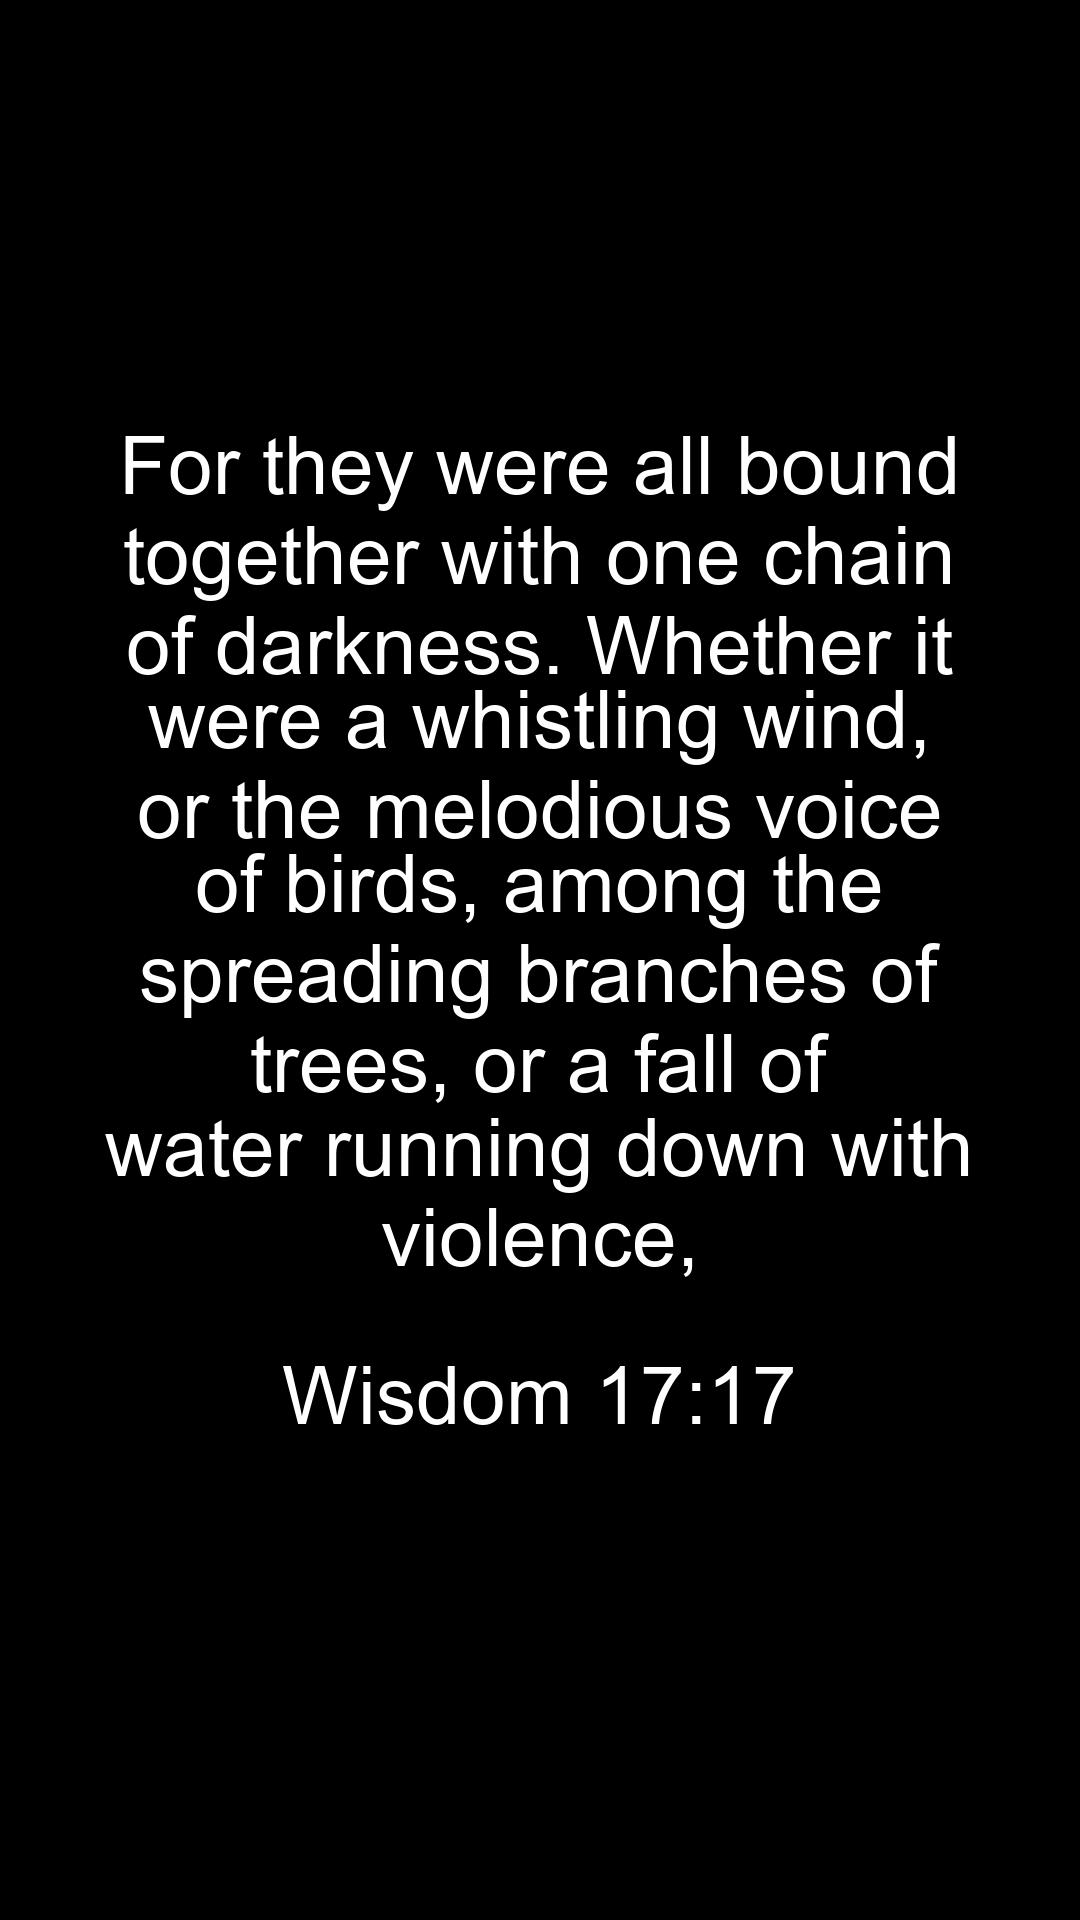 For they were all bound
together with one chain
of darkness. Whether it
were a whistling wind,
or the melodious voice
of birds, among the
spreading branches of
trees, or a fall of
water running down with
violence,
Wisdom 17:17